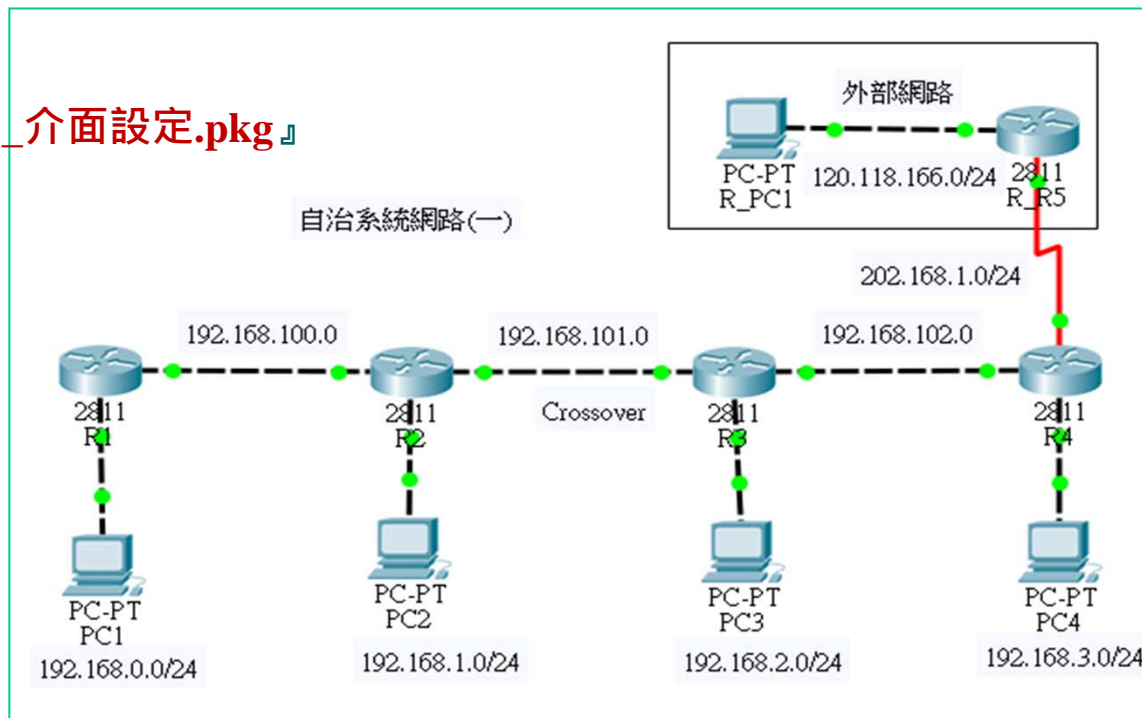 _介面設定.pkg』
外部網路
PC-PT
R_PC1
120.118.166.0/24
2811
R_R5
自治系統網路(一)
202.168.1.0/24
192.168.100.0
192.168.101.0
192.168.102.0
2811
R1
2811
R2
Crossover
2811
R3
2811
R4
PC-PT
PC1
192.168.0.0/24
PC-PT
PC2
192.168.1.0/24
PC-PT
PC3
192.168.2.0/24
PC-PT
PC4
192.168.3.0/24